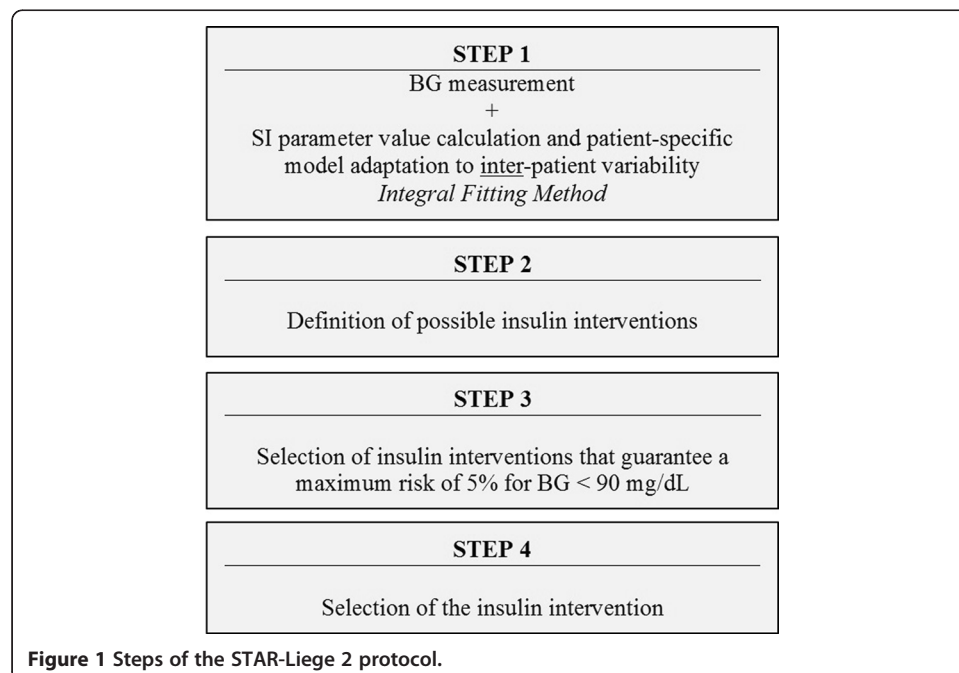 STEP 1
BG measurement
+
SI parameter value calculation and patient-specific
model adaptation to inter-patient variability
Integral Fitting Method
STEP 2
Definition of possible insulin interventions
STEP 3
Selection of insulin interventions that guarantee a
maximum risk of 5% for BG < 90 mg/dL
STEP 4
Selection of the insulin intervention
Figure 1 Steps of the STAR-Liege 2 protocol.